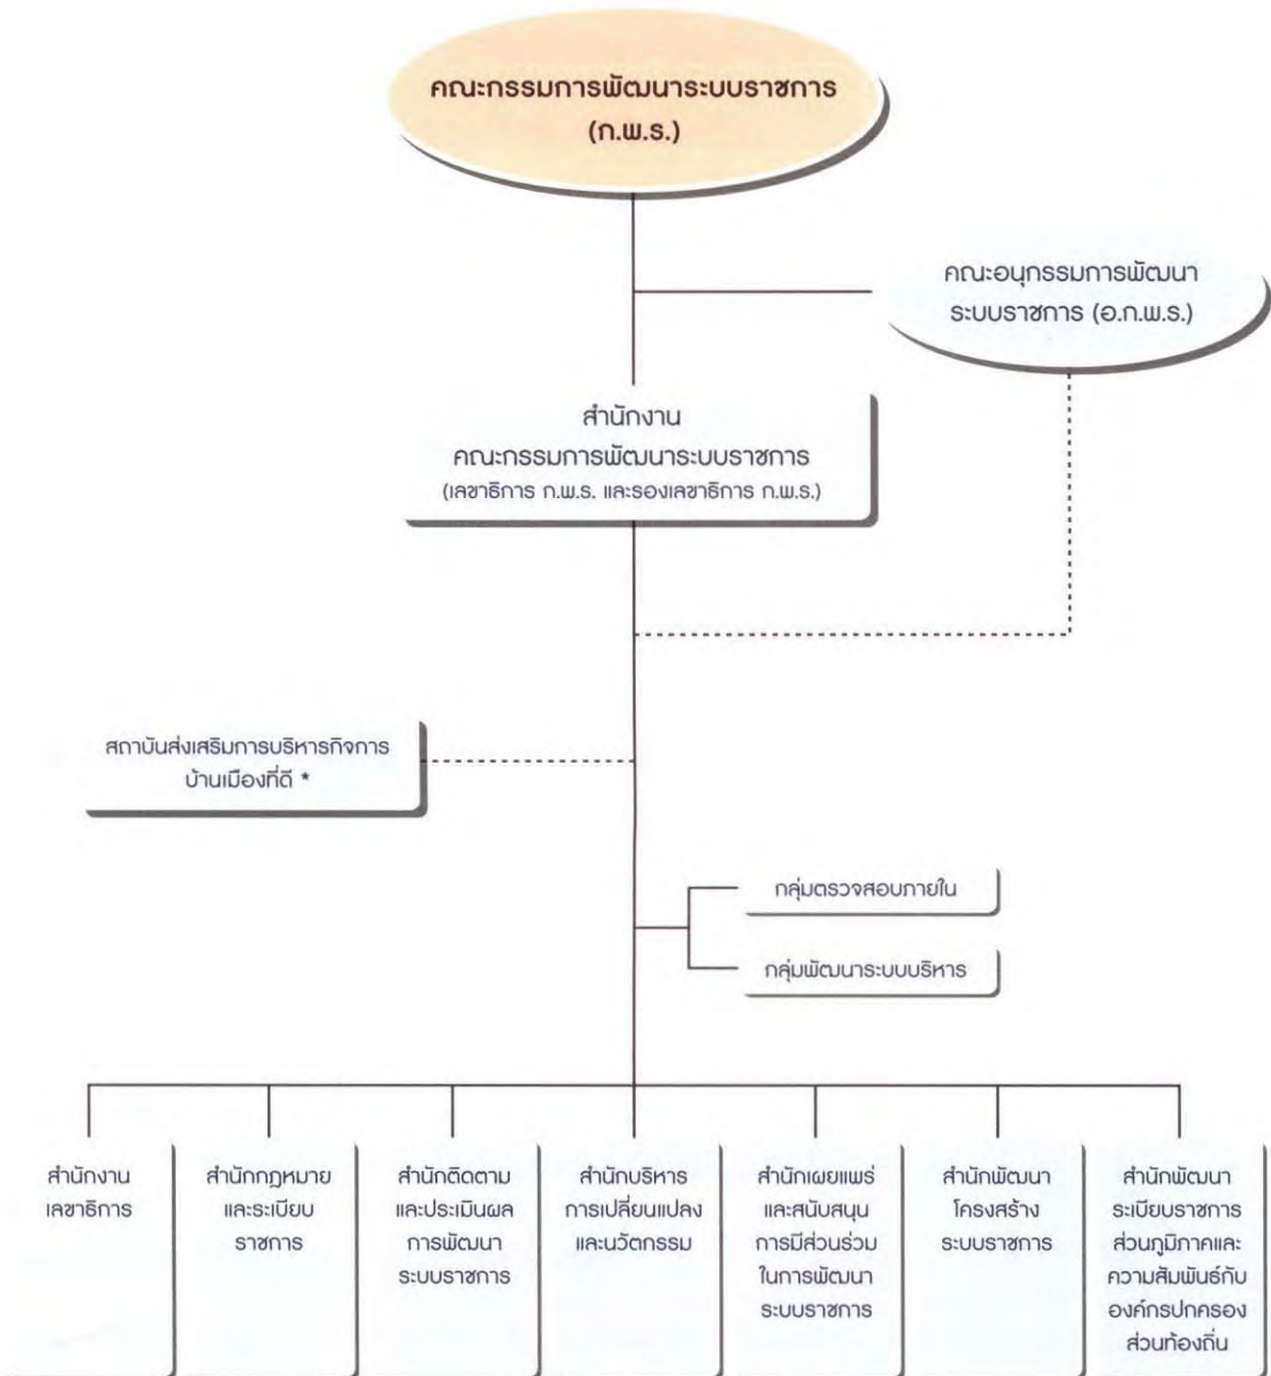 คณะกรรมการพัฒนาระบบราชการ
(ก.พ.ร.)
คณะอนุกรรมการพัฒนา
ระบบราชการ (อ.ก.พ.ร.)
สำนักงาน
คณะกรรมการพัฒนาระบบราชการ
(เลขาธิการ ก.พ.ร. และรองเลขาธิการ ก.พ.ร.)
สถาบันส่งเสริมการบริหารกิจการ
บ้านเมืองที่ดี *
กลุ่มตรวจสอบภายใน
กลุ่มพัฒนาระบบบริหาร
สำนักงาน
เลขาธิการ
สำนักกฎหมาย
และระเบียบ
ราชการ
สำนักติดตาม
และประเมินผล
การพัฒนา
ระบบราชการ
สำนักบริหาร
การเปลี่ยนแปลง
และนวัตกรรม
สำนักเผยแพร่
และสนับสนุน
การมีส่วนร่วม
ในการพัฒนา
ระบบราชการ
สำนักพัฒนา
โครงสร้าง
ระบบราชการ
สำนักพัฒนา
ระเบียบราชการ
ส่วนภูมิภาคและ
ความสัมพันธ์กับ
องค์กรปกครอง
ส่วนท้องถิ่น